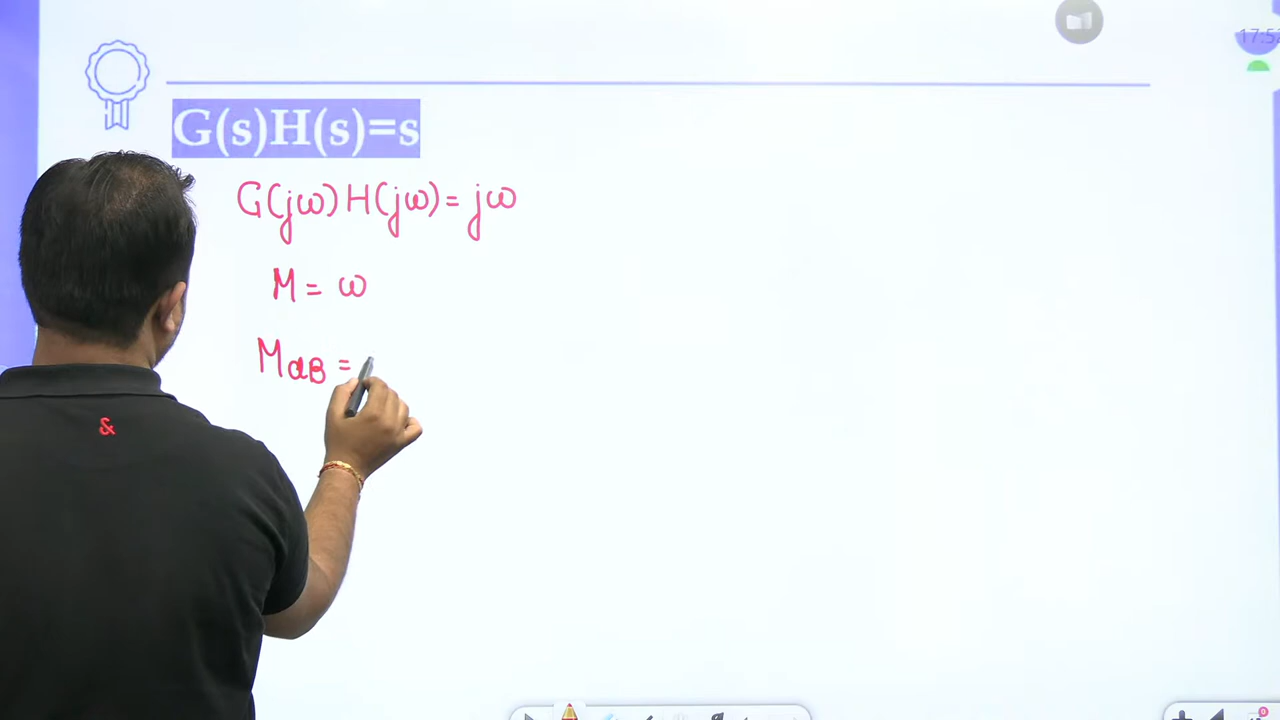 G(s)H(s)=s
G(jω)H(jω)= jω
M = ω
MdB =
&